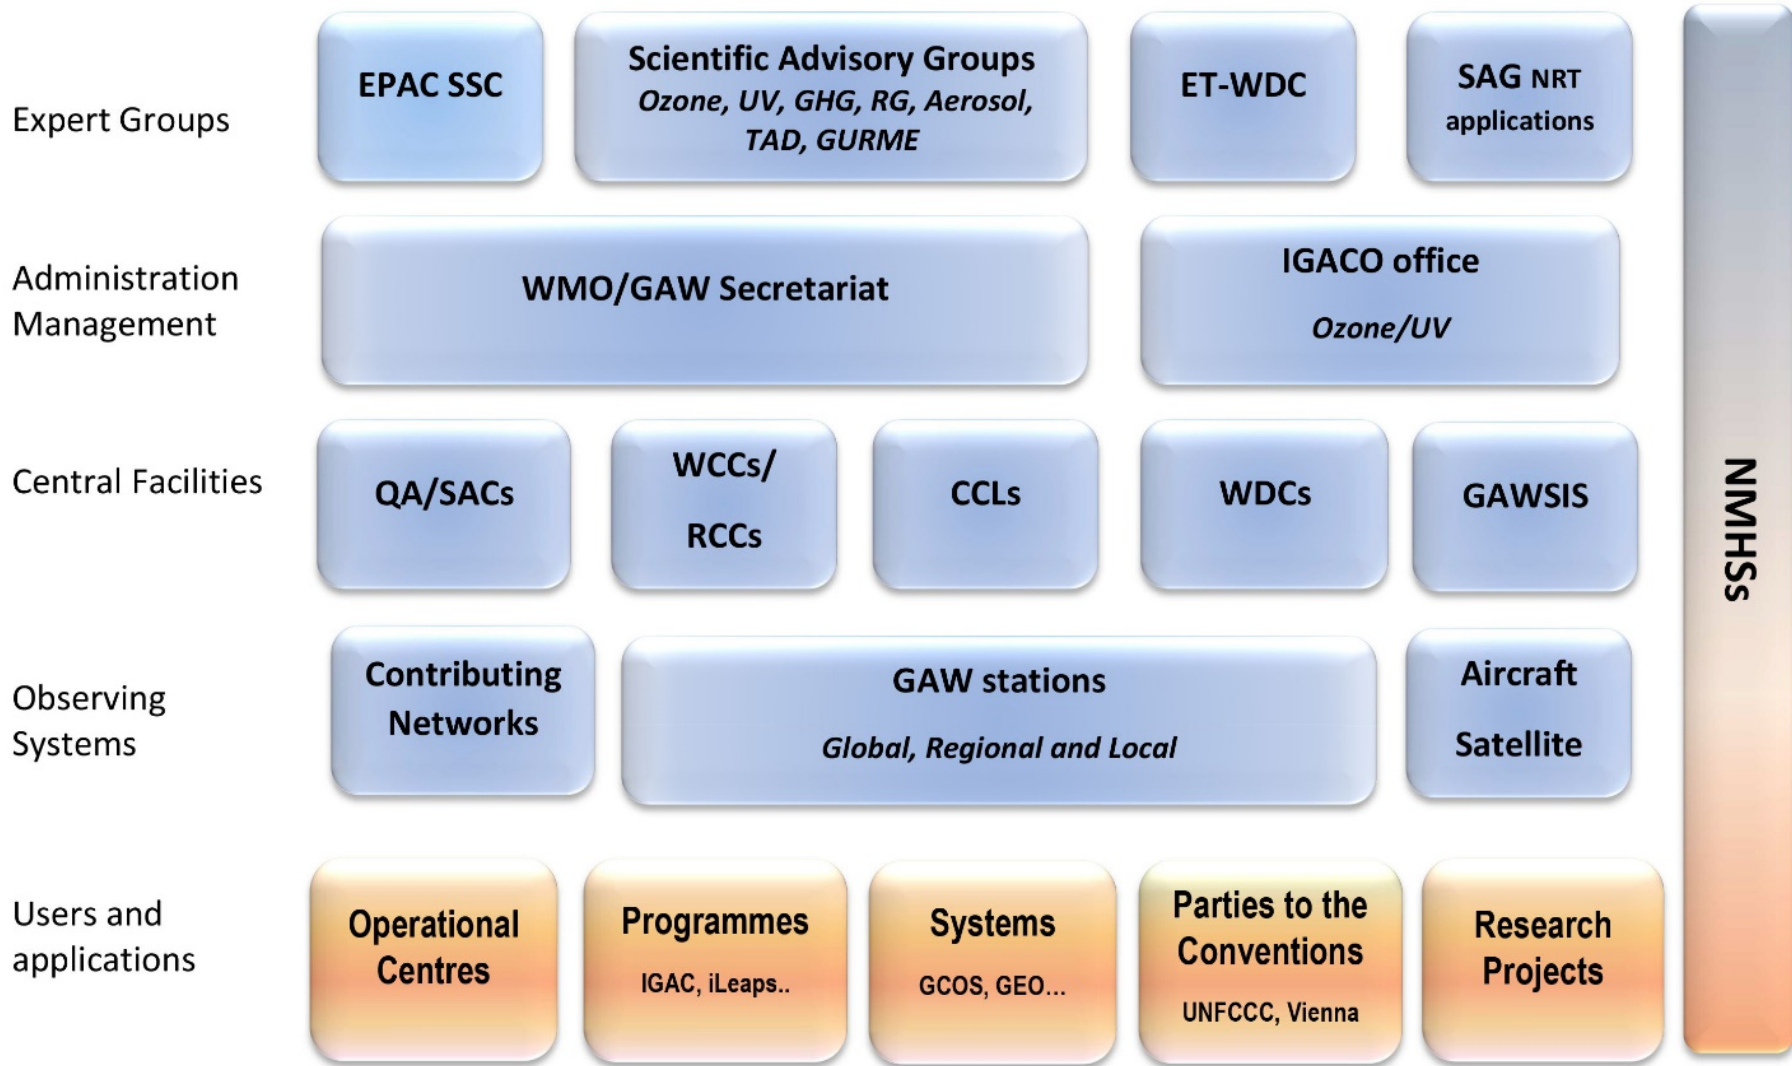 Expert Groups
EPAC SSC
Scientific Advisory Groups
Ozone, UV, GHG, RG, Aerosol,
TAD, GURME
ET-WDC
SAG NRT
applications
Administration
Management
WMO/GAW Secretariat
IGACO office
Ozone/UV
Central Facilities
QA/SACs
WCCs/
RCCs
CCLs
WDCs
GAWSIS
Observing
Systems
Contributing
Networks
GAW stations
Global, Regional and Local
Aircraft
Satellite
Users and
applications
Operational
Centres
Programmes
IGAC, iLeaps..
Systems
GCOS, GEO...
Parties to the
Conventions
UNFCCC, Vienna
Research
Projects
NMHSs